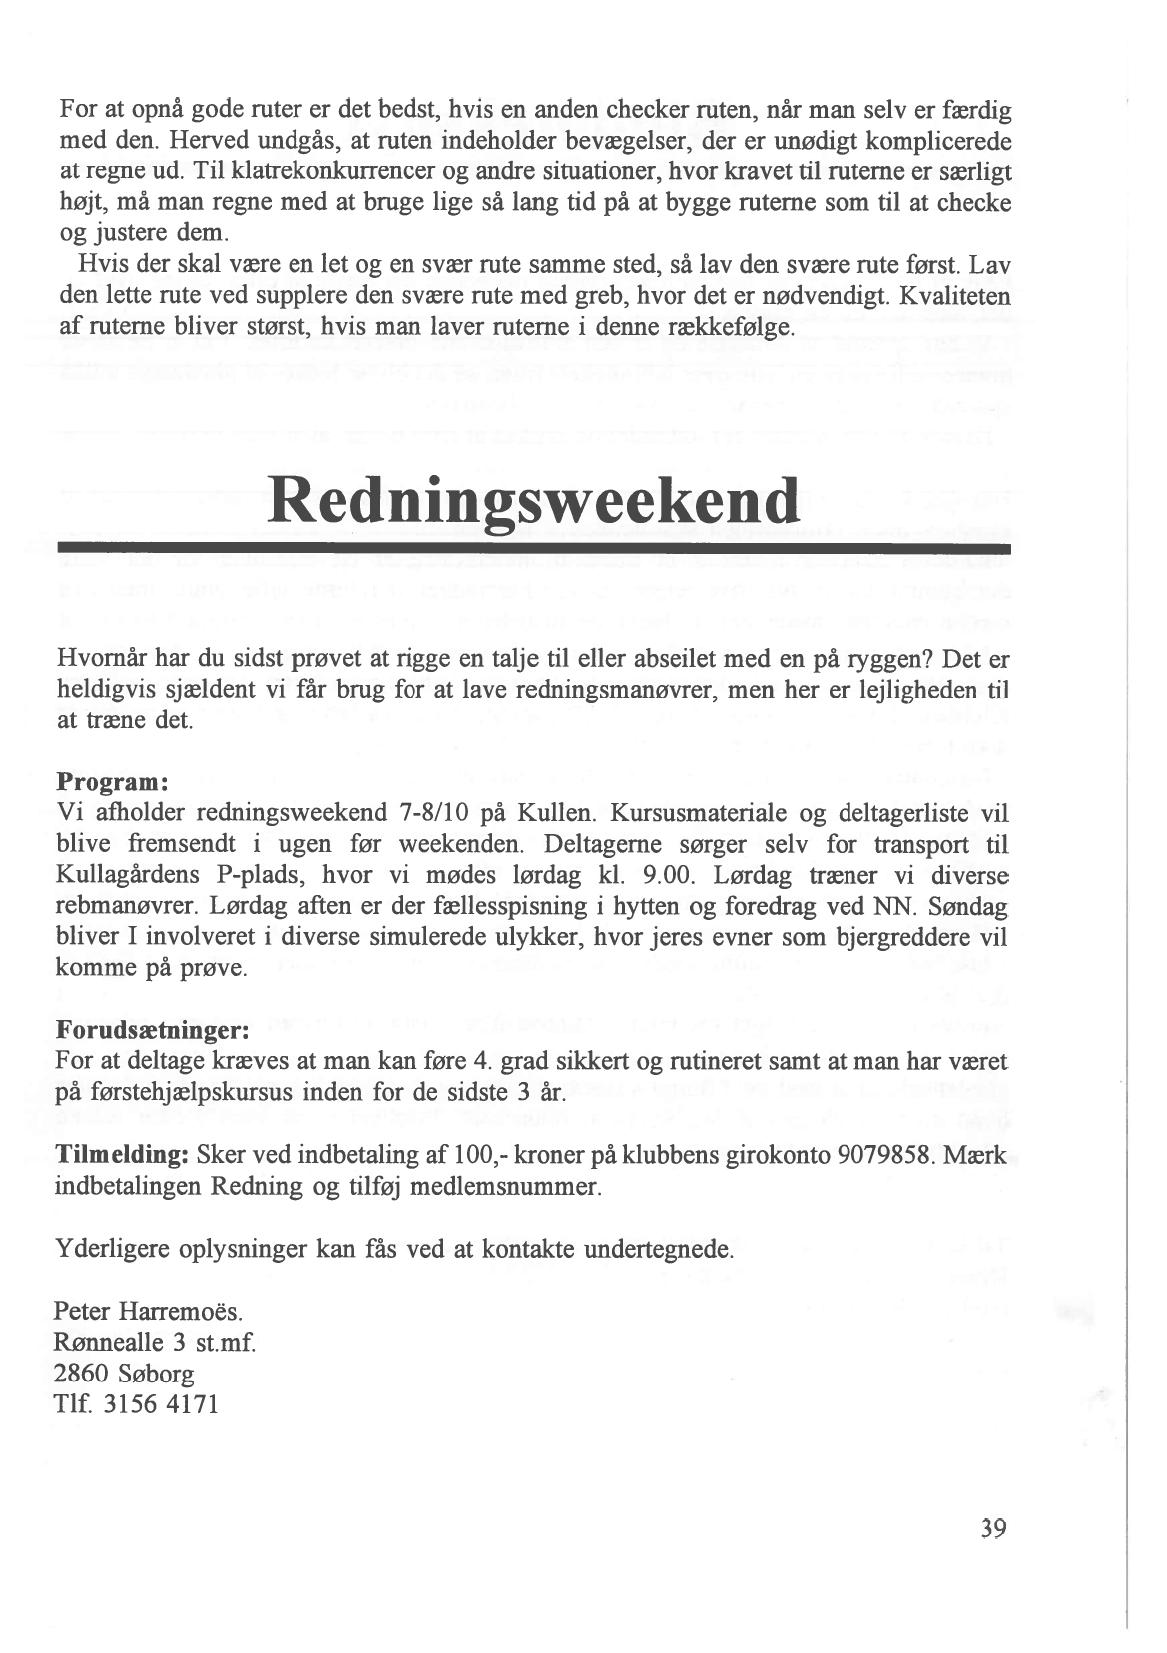 For at opnå gode ruter er det bedst, hvis en anden checker ruten, når man selv er færdig
med den. Herved undgås, at ruten indeholder bevægelser, der er unødigt komplicerede
at regne ud. Til klatrekonkurrencer og andre situationer, hvor kravet til ruterne er særligt
højt, må man regne med at bruge lige så lang tid på at bygge ruterne som til at checke
og justere dem.
Hvis der skal være en let og en svær rute samme sted, så lav den svære rute først. Lav
den lette rute ved supplere den svære rute med greb, hvor det er nødvendigt. Kvaliteten
af ruterne bliver størst, hvis man laver ruterne i denne rækkefølge.
Redningsweekend
Hvornår har du sidst prøvet at rigge en talje til eller abseilet med en på ryggen? Det er
heldigvis sjældent vi får brug for at lave redningsmanøvrer, men her er lejligheden til
at træne det.
Program:
Vi afholder redningsweekend 7-8/10 på Kullen. Kursusmateriale og deltagerliste vil
blive fremsendt i ugen før weekenden. Deltagerne sørger selv for transport til
Kullagårdens P-plads, hvor vi mødes lørdag kl. 9.00. Lørdag træner vi diverse
rebmanøvrer. Lørdag aften er der fællesspisning i hytten og foredrag ved NN. Søndag
bliver I involveret i diverse simulerede ulykker, hvor jeres evner som bjergreddere vil
komme på prøve.
Forudsætninger:
For at deltage kræves at man kan føre 4. grad sikkert og rutineret samt at man har været
på førstehjælpskursus inden for de sidste 3 år.
Tilmelding: Sker ved indbetaling af 100,- kroner på klubbens girokonto 9079858. Mærk
indbetalingen Redning og tilføj medlemsnummer.
Yderligere oplysninger kan fås ved at kontakte undertegnede.
Peter Harremoës.
Rønnealle 3 st.mf.
2860 Søborg
Tlf. 3156 4171
39